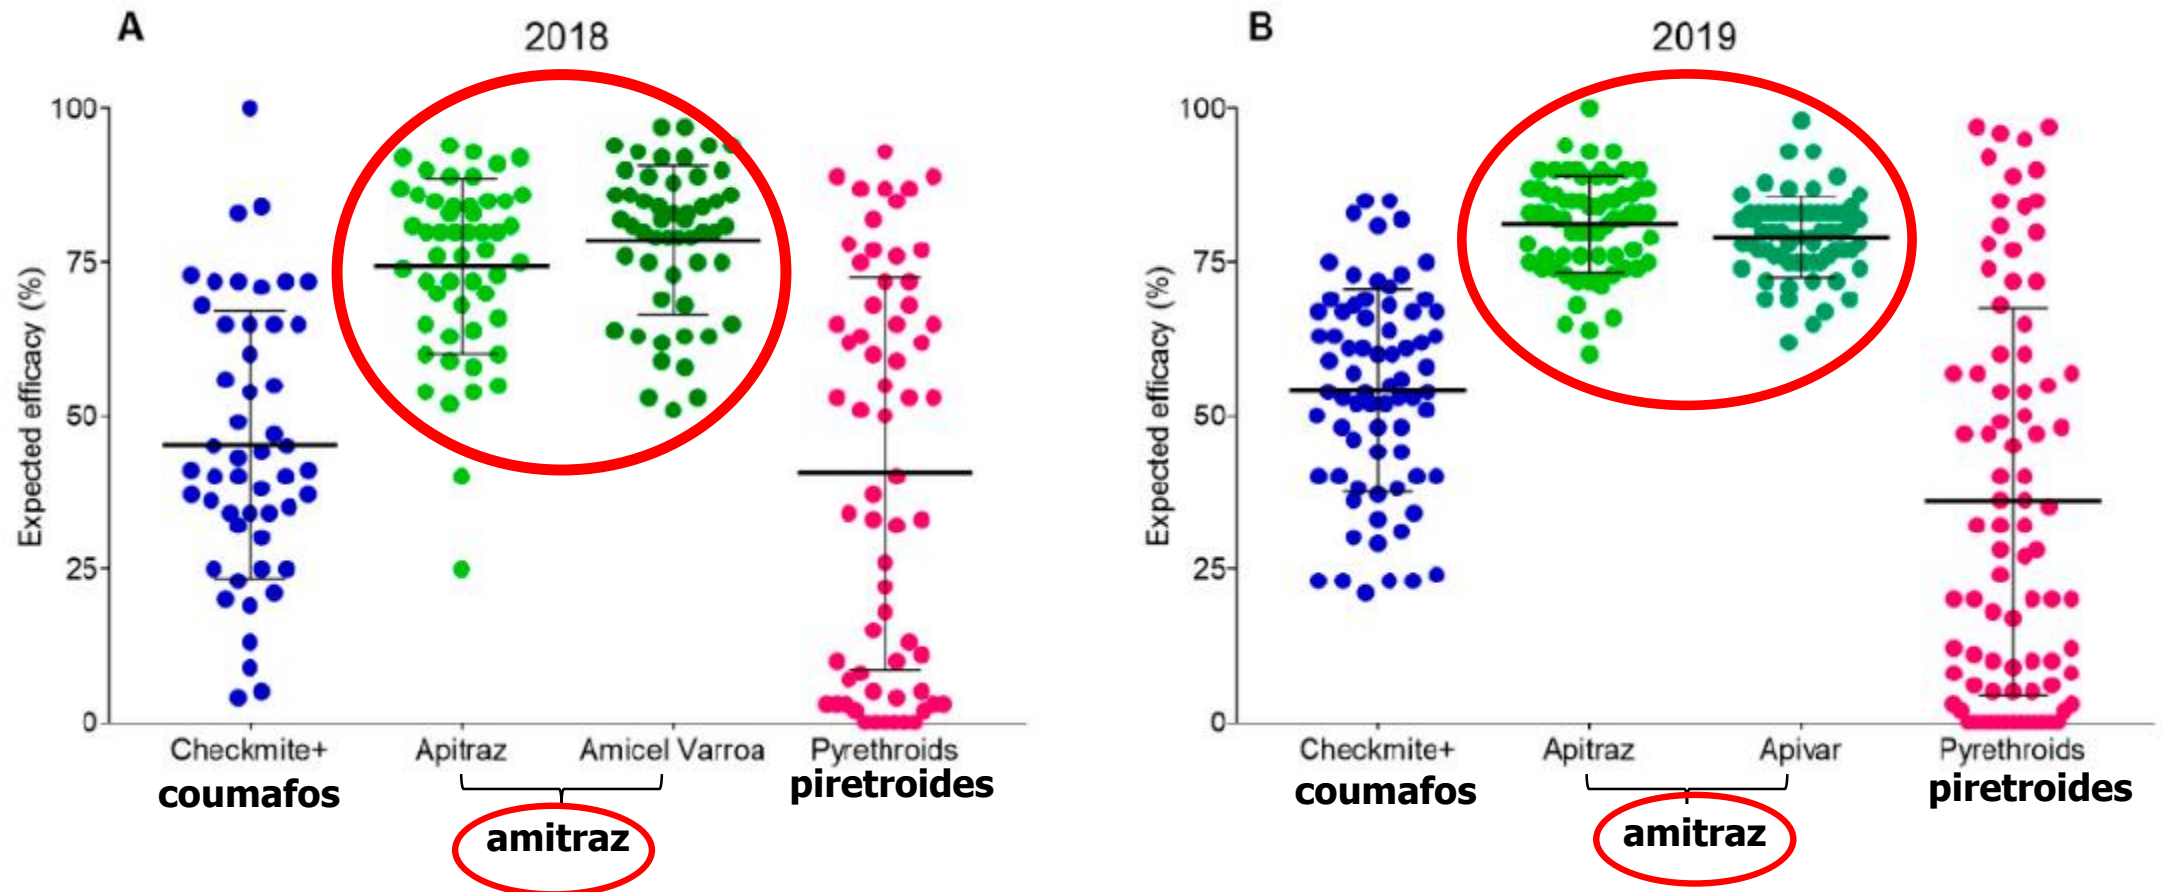 A
2018
Expected efficacy (%)
100
75
50
25
0
Checkmite+ Apitraz Amicel Varroa Pyrethroids
coumafos piretroides
amitraz
B
2019
Expected efficacy (%)
100
75
50
25
0
Checkmite+ Apitraz Apivar Pyrethroids
coumafos piretroides
amitraz